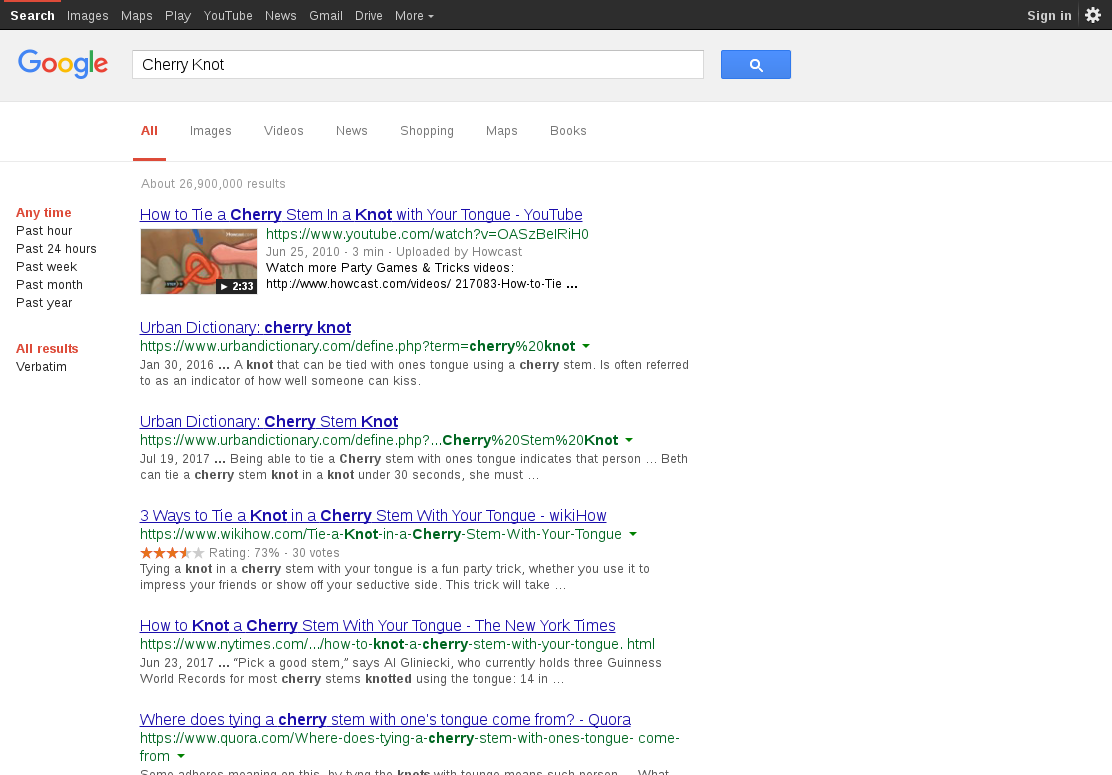 Search Images Maps Play YouTube News Gmail Drive More Sign in
Google Cherry Knot
All Images Videos News Shopping Maps Books
About 26,900,000 results
Any time
Past hour
Past 24 hours
Past week
Past month
Past year
All results
Verbatim
How to Tie a Cherry Stem In a Knot with Your Tongue - YouTube
https://www.youtube.com/watch?v=OASzBeIRiH0
Jun 25, 2010 - 3 min - Uploaded by Howcast
Watch more Party Games & Tricks videos:
http://www.howcast.com/videos/ 217083-How-to-Tie ...
Howcast.com
2:33
Urban Dictionary: cherry knot
https://www.urbandictionary.com/define.php?term=cherry%20knot
Jan 30, 2016 ... A knot that can be tied with ones tongue using a cherry stem. Is often referred
to as an indicator of how well someone can kiss.
Urban Dictionary: Cherry Stem Knot
https://www.urbandictionary.com/define.php?...Cherry%20Stem%20Knot
Jul 19, 2017 ... Being able to tie a Cherry stem with ones tongue indicates that person ... Beth
can tie a cherry stem knot in a knot under 30 seconds, she must ...
3 Ways to Tie a Knot in a Cherry Stem With Your Tongue - wikiHow
https://www.wikihow.com/Tie-a-Knot-in-a-Cherry-Stem-With-Your-Tongue
Rating: 73% - 30 votes
Tying a knot in a cherry stem with your tongue is a fun party trick, whether you use it to
impress your friends or show off your seductive side. This trick will take ...
How to Knot a Cherry Stem With Your Tongue - The New York Times
https://www.nytimes.com/.../how-to-knot-a-cherry-stem-with-your-tongue. html
Jun 23, 2017 ... “Pick a good stem,” says Al Gliniecki, who currently holds three Guinness
World Records for most cherry stems knotted using the tongue: 14 in ...
Where does tying a cherry stem with one's tongue come from? - Quora
https://www.quora.com/Where-does-tying-a-cherry-stem-with-ones-tongue- come-
from
Some adheres meaning on this, by tyng the knots with tounge means such person ... What